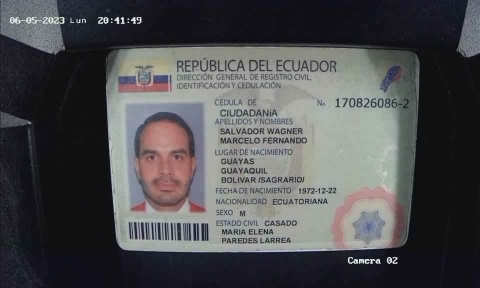 06-05-2023 Lun 20:41:49
REPÚBLICA DEL ECUADOR
DIRECCIÓN GENERAL DE REGISTRO CIVIL,
IDENTIFICACIÓN Y CEDULACIÓN
CÉDULA DE No 170826086-2
CIUDADANÍA
APELLIDOS Y NOMBRES
SALVADOR WAGNER
MARCELO FERNANDO
LUGAR DE NACIMIENTO
GUAYAS
GUAYAQUIL
BOLIVAR /SAGRARIO/
FECHA DE NACIMIENTO 1972-12-22
NACIONALIDAD ECUATORIANA
SEXO M
ESTADO CIVIL CASADO
MARIA ELENA
PAREDES LARREA
Camera 02